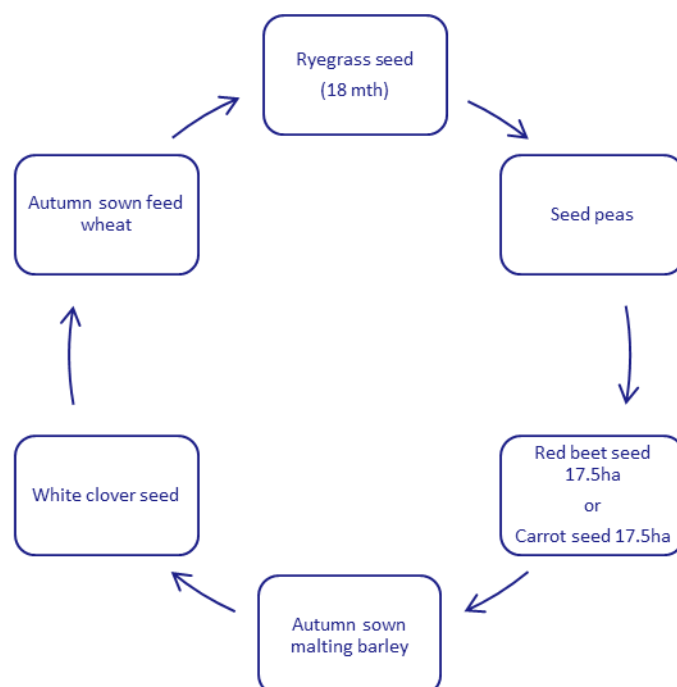 Ryegrass seed
(18 mth)
Seed peas
Red beet seed
17.5ha
or
Carrot seed 17.5ha
Autumn sown
malting barley
White clover seed
Autumn sown feed
wheat